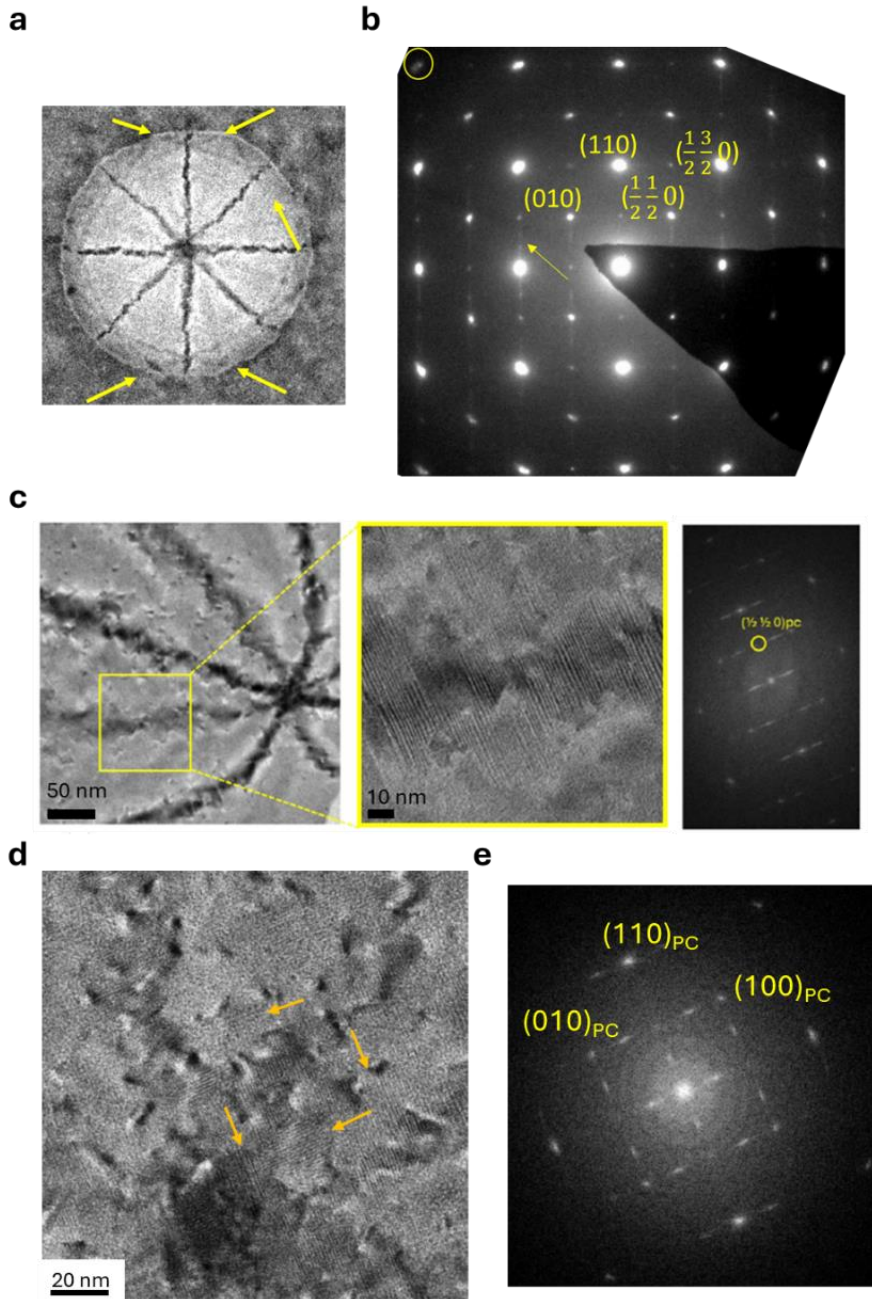 a
b
(110)
(1/2 3/2 0)
(010)
(1/2 1/2 0)
c
50 nm
10 nm
(½ ½ 0)pc
d
e
20 nm
(110)PC
(100)PC
(010)PC